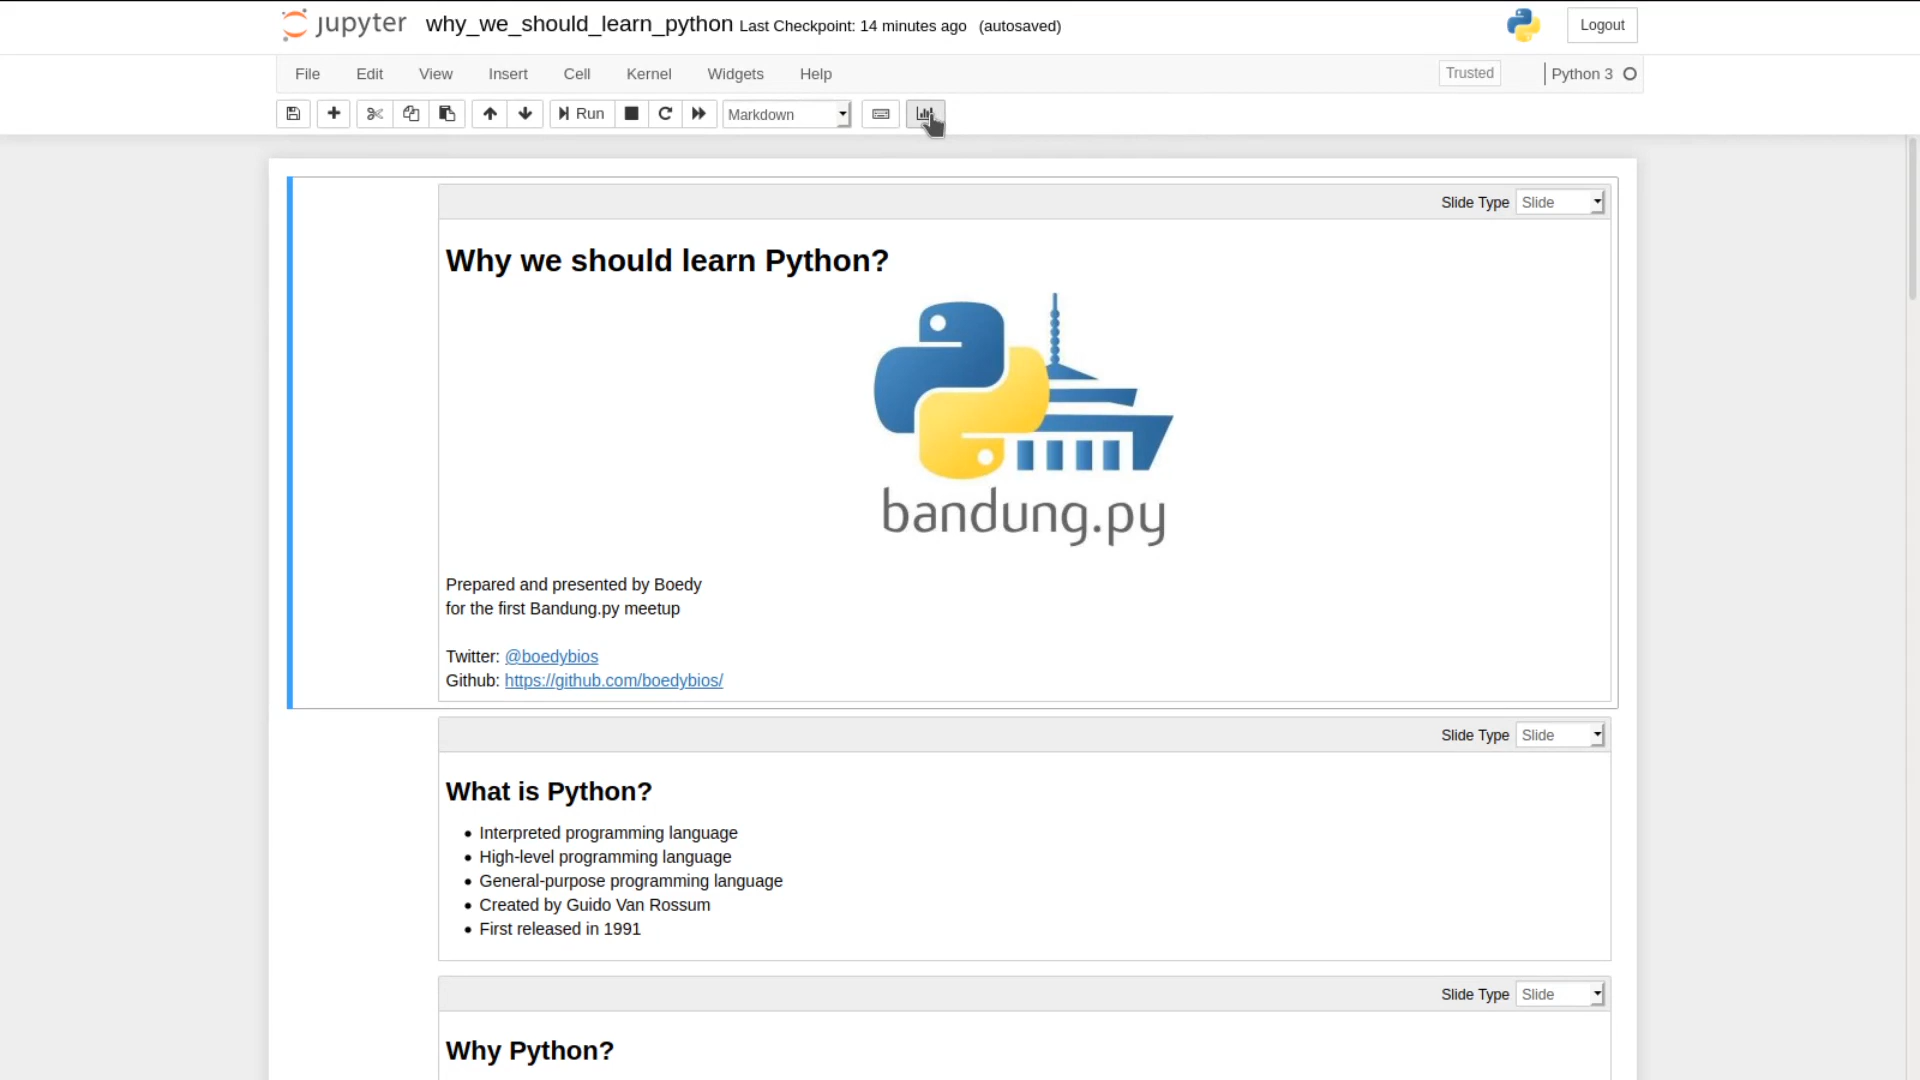 jupyter why_we_should_learn_python Last Checkpoint: 14 minutes ago (autosaved) Logout
File Edit View Insert Cell Kernel Widgets Help Trusted Python 3
Run Markdown
Slide Type Slide
Why we should learn Python?
bandung.py
Prepared and presented by Boedy
for the first Bandung.py meetup
Twitter: @boedybios
Github: https://github.com/boedybios/
Slide Type Slide
What is Python?
Interpreted programming language
High-level programming language
General-purpose programming language
Created by Guido Van Rossum
First released in 1991
Slide Type Slide
Why Python?